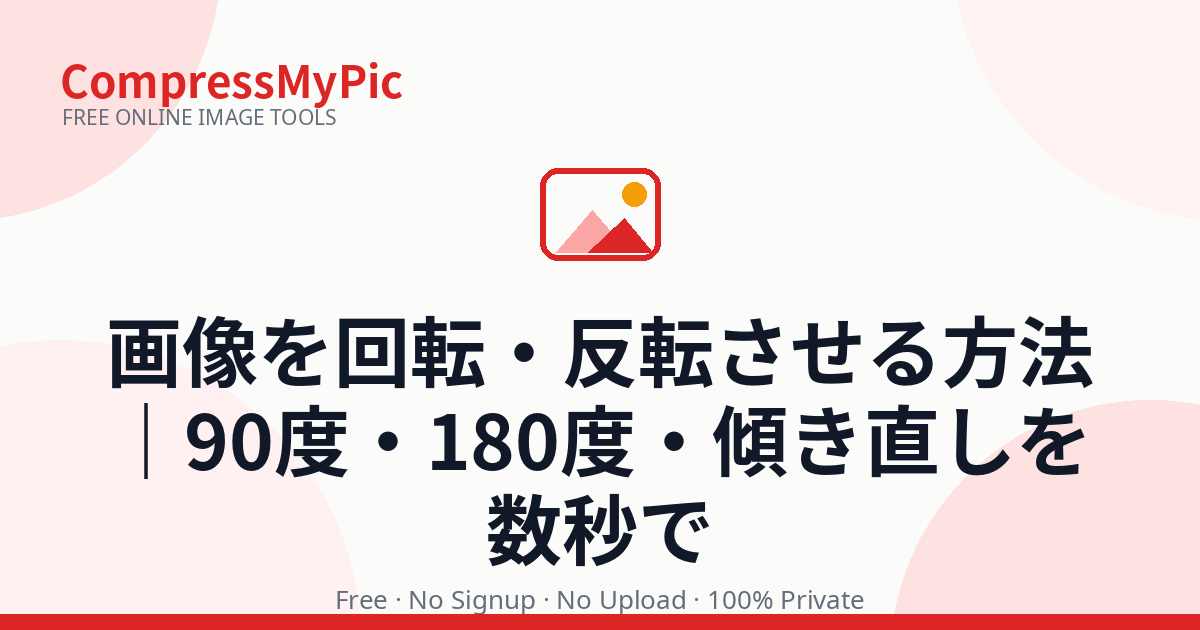 CompressMyPic
FREE ONLINE IMAGE TOOLS
画像を回転・反転させる方法
｜90度・180度・傾き直しを
数秒で
Free · No Signup · No Upload · 100% Private